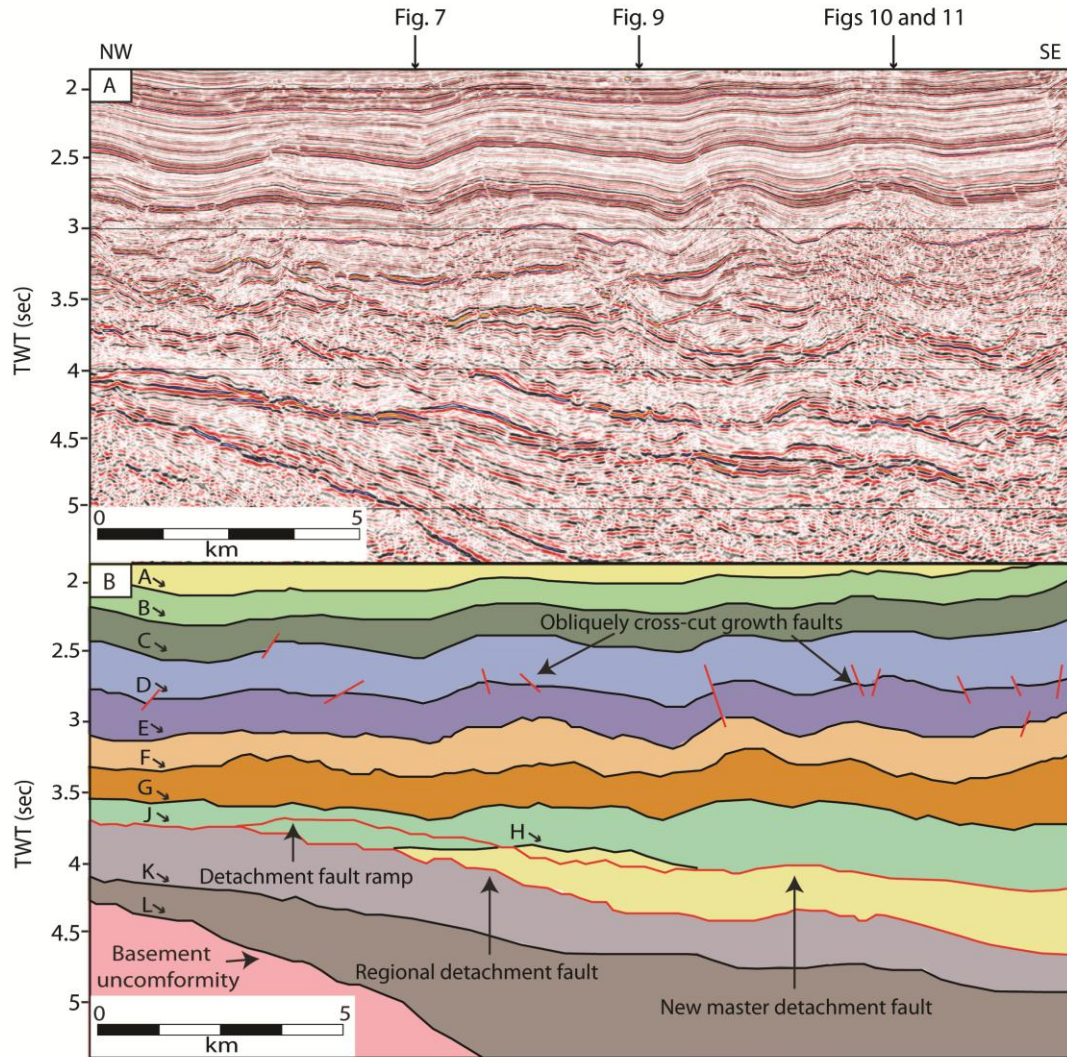 Fig. 7 Fig. 9 Figs 10 and 11
NW SE
A
2
2.5
3
3.5
4
4.5
5
TWT (sec)
0 5
km
B
2
2.5
3
3.5
4
4.5
5
TWT (sec)
A
B
C
D
E
F
G
J
H
K
L
Obliquely cross-cut growth faults
Detachment fault ramp
Regional detachment fault
New master detachment fault
Basement
uncomformity
0 5
km